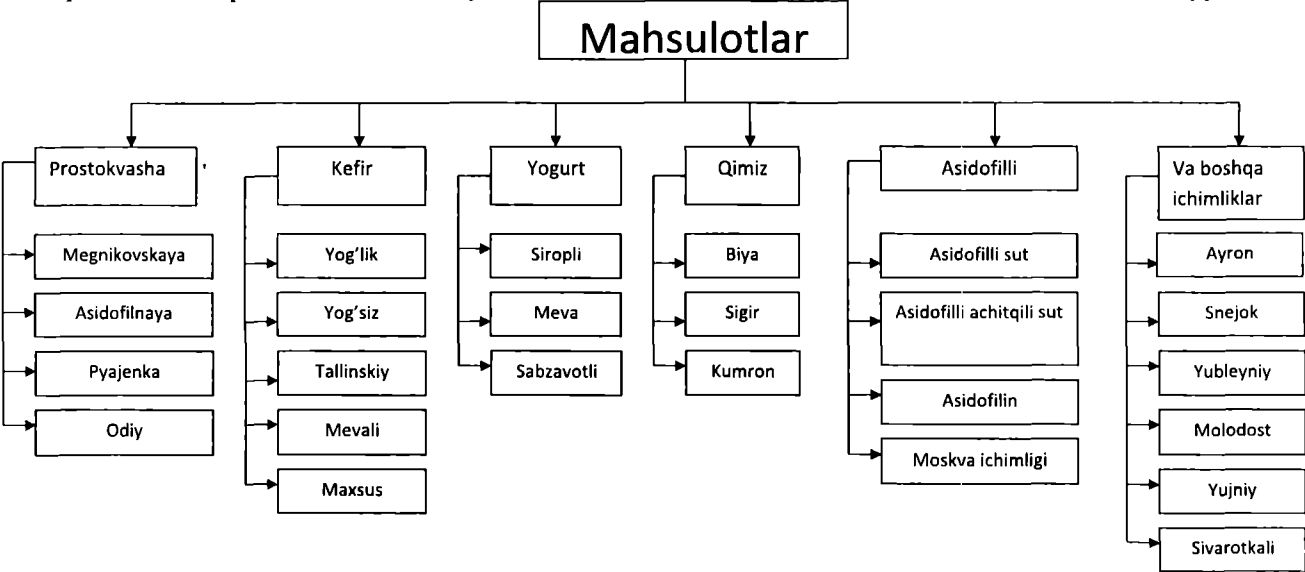 Mahsulotlar
Prostokvasha
Megnikovskaya
Asidofilnaya
Pyajenka
Odiy
Kefir
Yog'lik
Yog'siz
Tallinskiy
Mevali
Maxsus
Yogurt
Siropli
Meva
Sabzavotli
Qimiz
Biya
Sigir
Kumron
Asidofilli
Asidofilli sut
Asidofilli achitqili sut
Asidofilin
Moskva ichimligi
Va boshqa
ichimliklar
Ayron
Snejok
Yubleyniy
Molodost
Yujniy
Sivarotkali